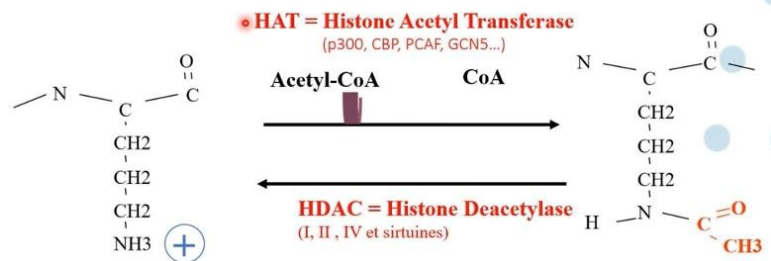 HAT = Histone Acetyl Transferase
(p300, CBP, PCAF, GCN5...)
Acetyl-CoA CoA
HDAC = Histone Deacetylase
(I, II , IV et sirtuines)
O
N C C
CH2
CH2
CH2
NH3 +
O
N C C
CH2
CH2
CH2
H N C O
CH3